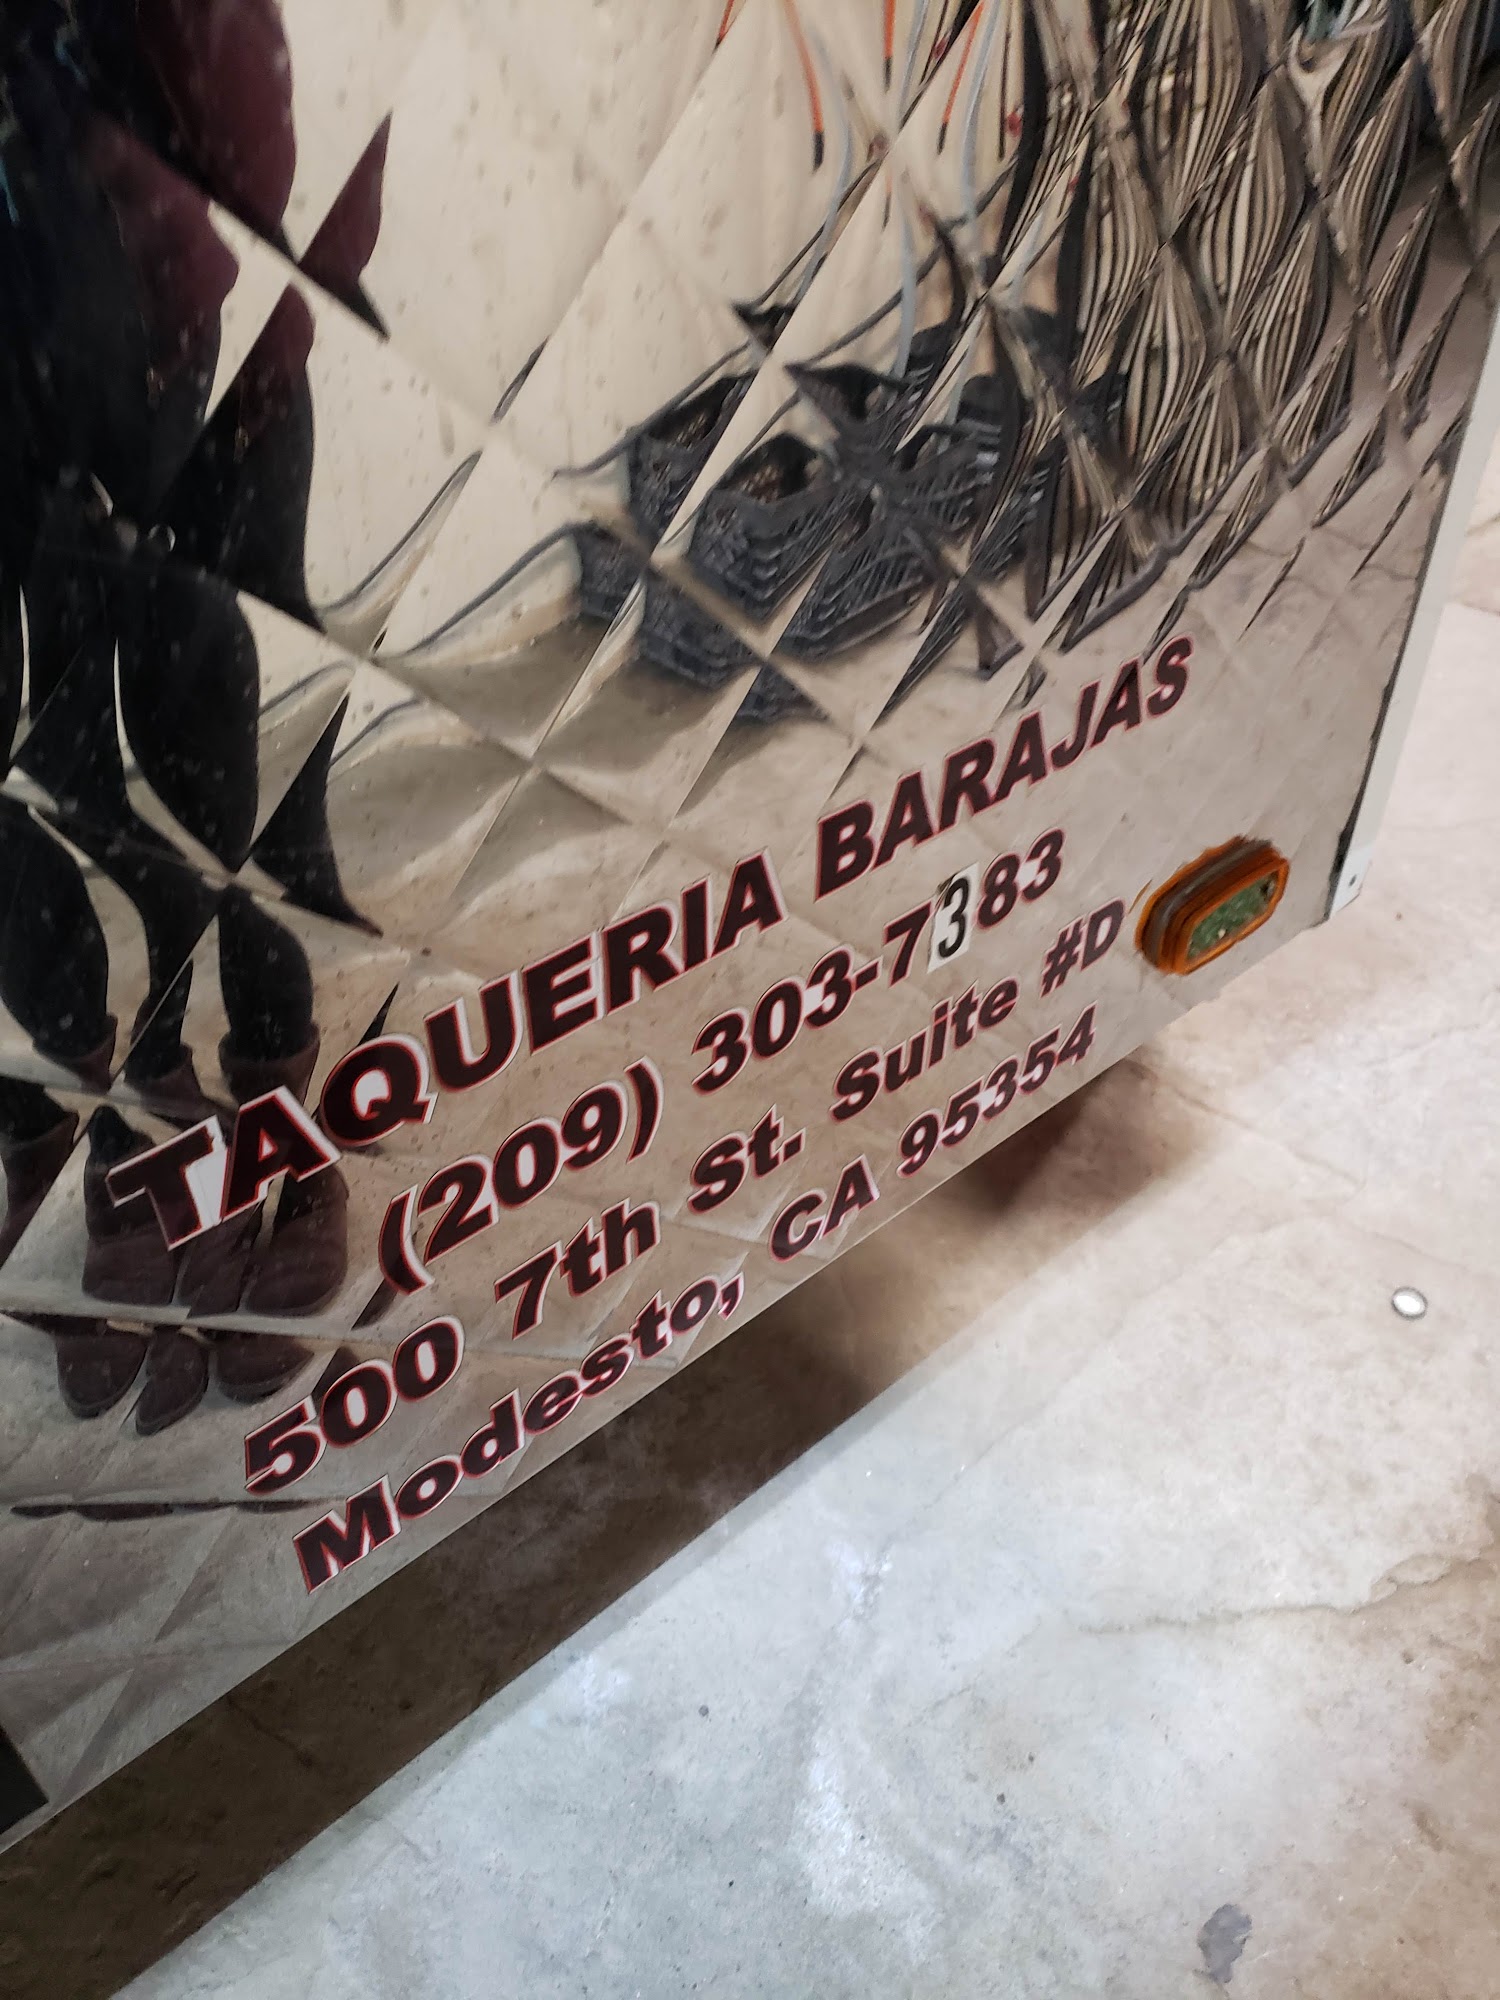 TAQUERIA BARAJAS
(209) 303-7383
500 7th St. Suite #D
Modesto, CA 95354